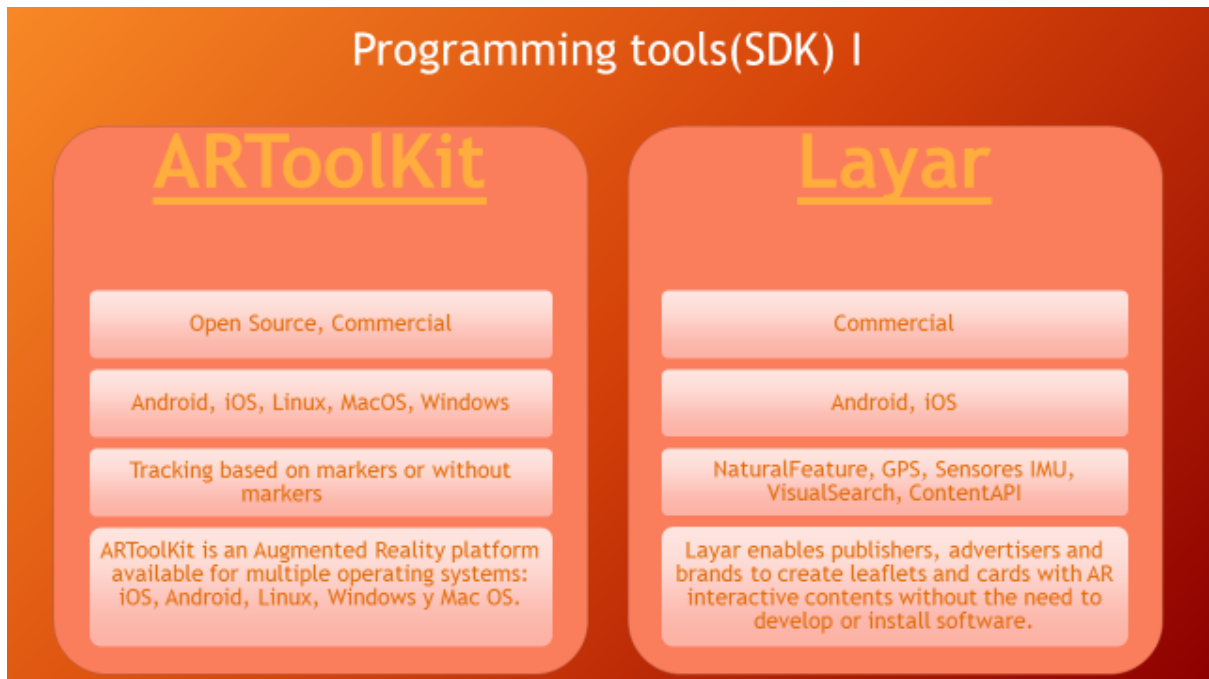 Programming tools(SDK) I
ARToolKit
Open Source, Commercial
Android, iOS, Linux, MacOS, Windows
Tracking based on markers or without
markers
ARToolKit is an Augmented Reality platform
available for multiple operating systems:
iOS, Android, Linux, Windows y Mac OS.
Layar
Commercial
Android, iOS
NaturalFeature, GPS, Sensores IMU,
VisualSearch, ContentAPI
Layar enables publishers, advertisers and
brands to create leaflets and cards with AR
interactive contents without the need to
develop or install software.